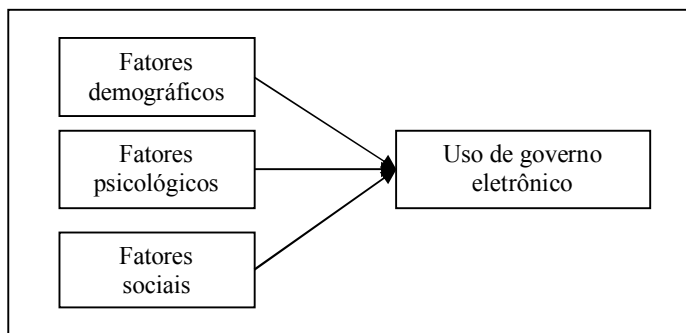 Fatores
demográficos
Fatores
psicológicos
Uso de governo
eletrônico
Fatores
sociais